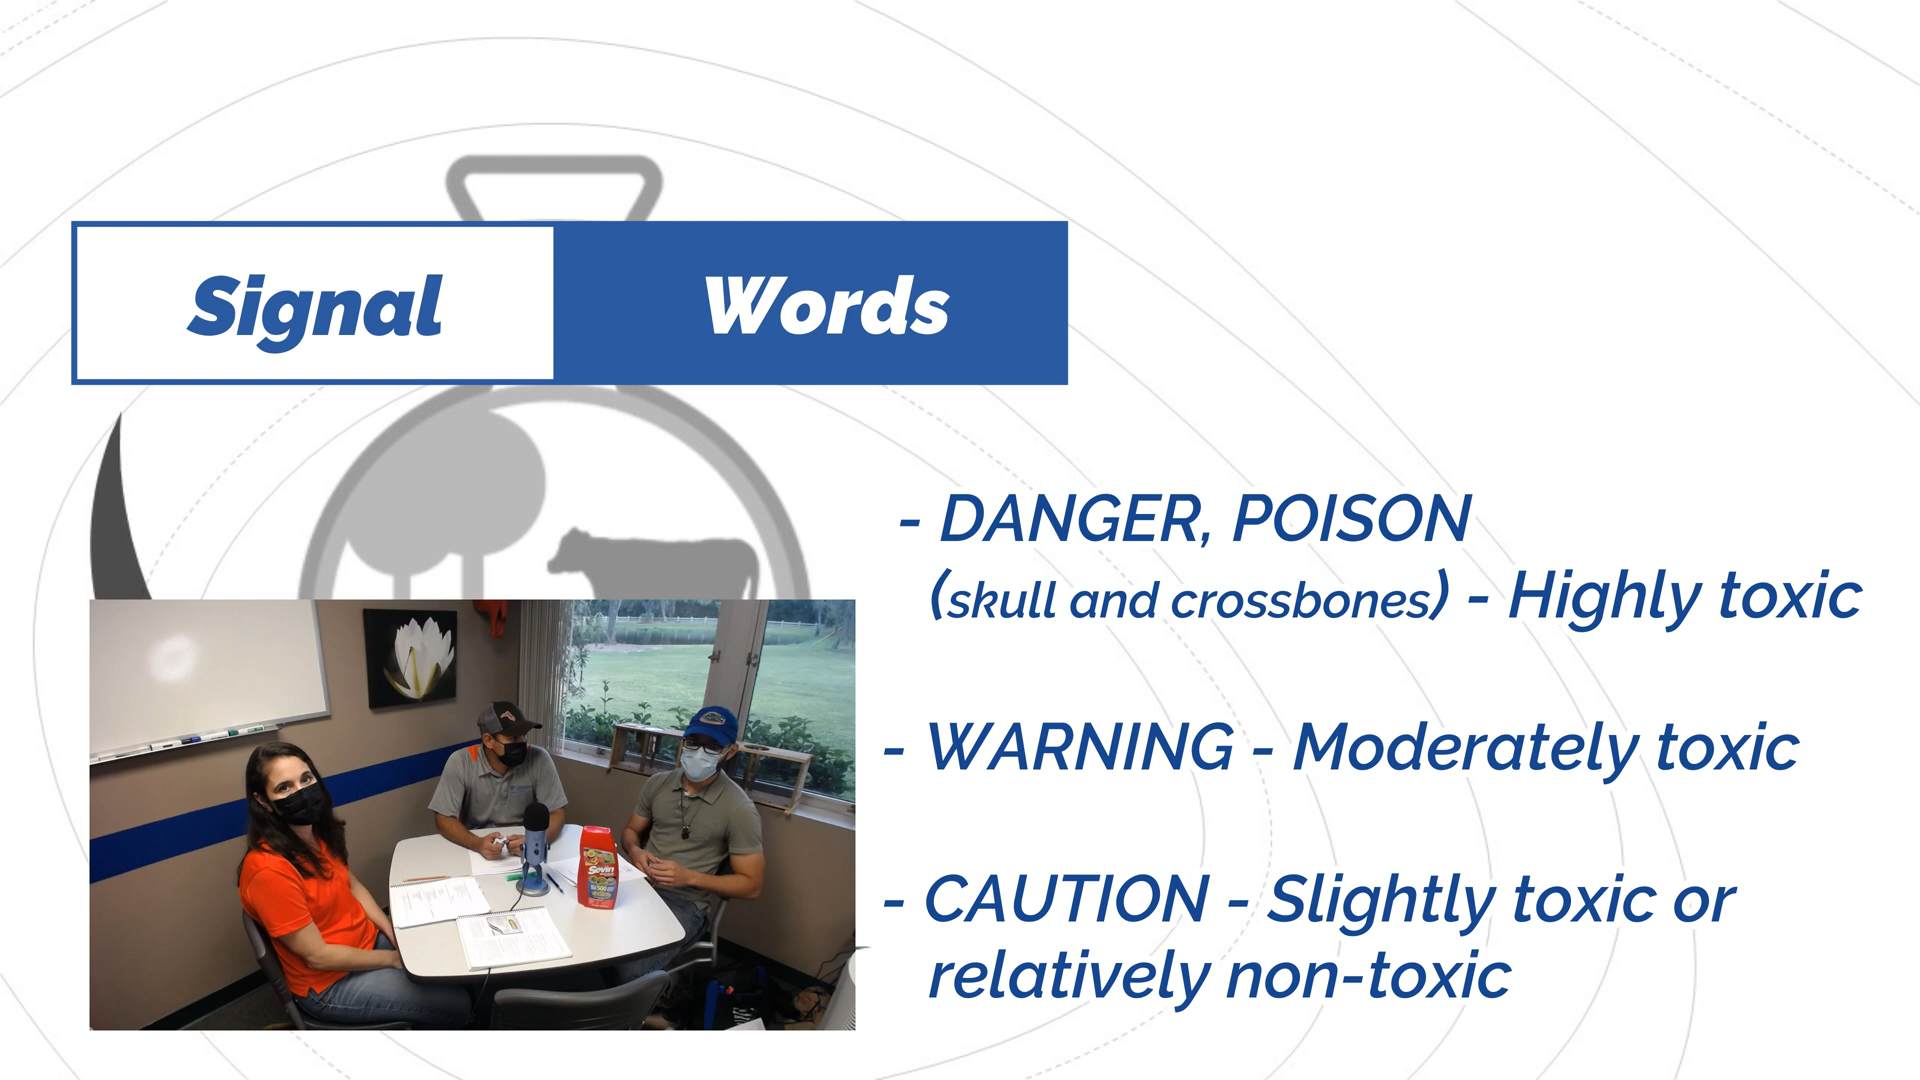 Signal Words
- DANGER, POISON
(skull and crossbones) - Highly toxic
- WARNING - Moderately toxic
- CAUTION - Slightly toxic or
relatively non-toxic
Sevin